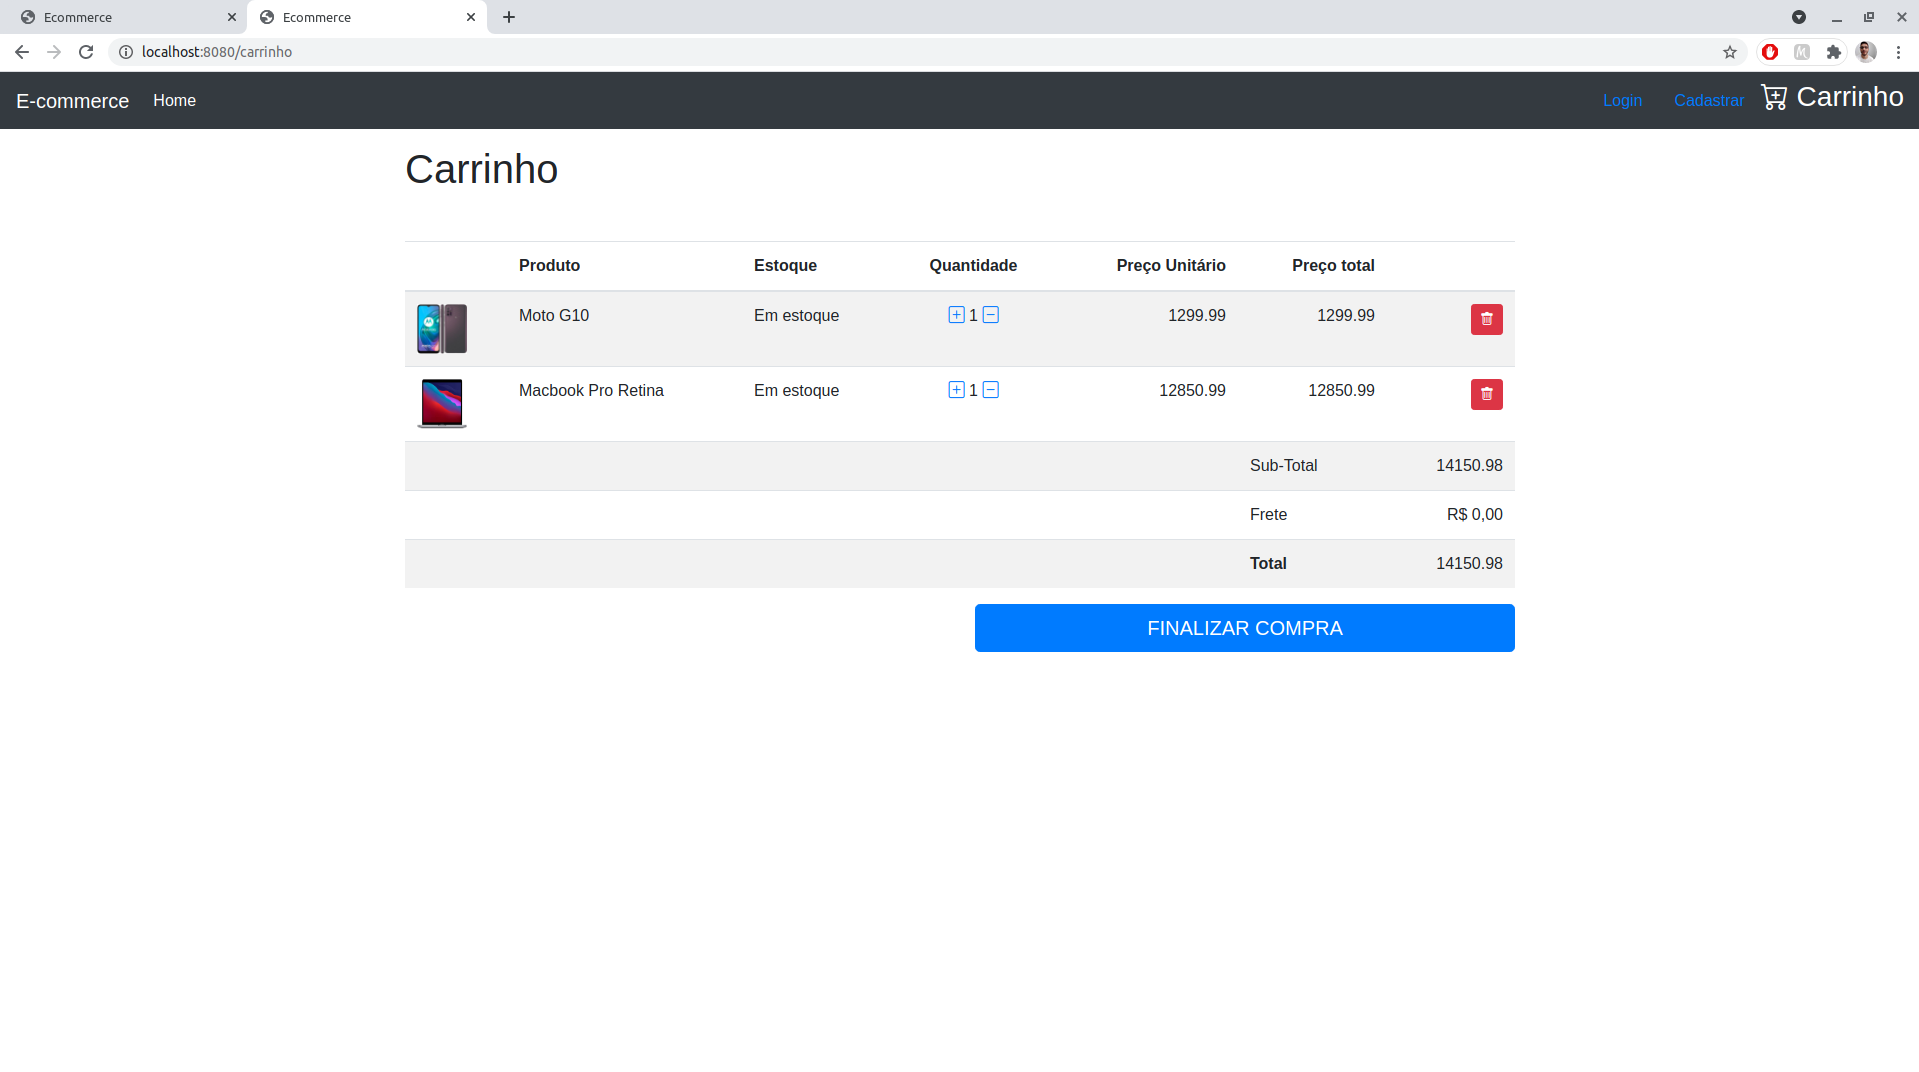 Ecommerce
Ecommerce
localhost:8080/carrinho
E-commerce Home Login Cadastrar Carrinho
Carrinho
Produto Estoque Quantidade Preço Unitário Preço total
Moto G10 Em estoque 1 1299.99 1299.99
Macbook Pro Retina Em estoque 1 12850.99 12850.99
Sub-Total 14150.98
Frete R$ 0,00
Total 14150.98
FINALIZAR COMPRA